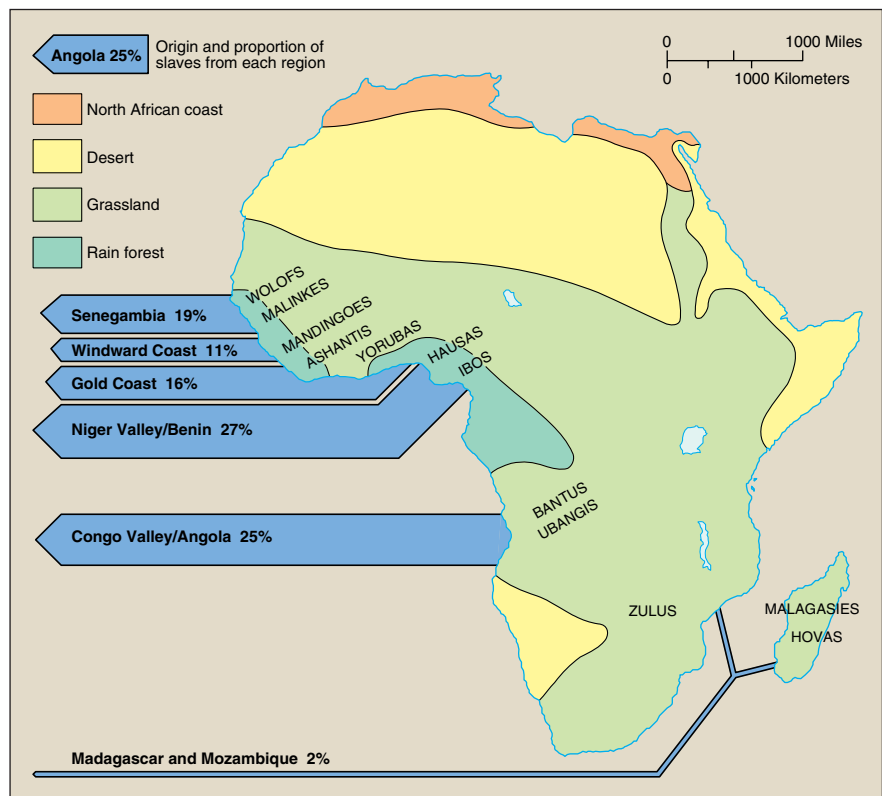 Angola 25%
Origin and proportion of
slaves from each region
0 1000 Miles
0 1000 Kilometers
North African coast
Desert
Grassland
Rain forest
WOLOFS
MALINKES
MANDINGOES
ASHANTIS
YORUBAS
HAUSAS
IBOS
Senegambia 19%
Windward Coast 11%
Gold Coast 16%
Niger Valley/Benin 27%
BANTUS
UBANGIS
Congo Valley/Angola 25%
ZULUS
MALAGASIES
HOVAS
Madagascar and Mozambique 2%